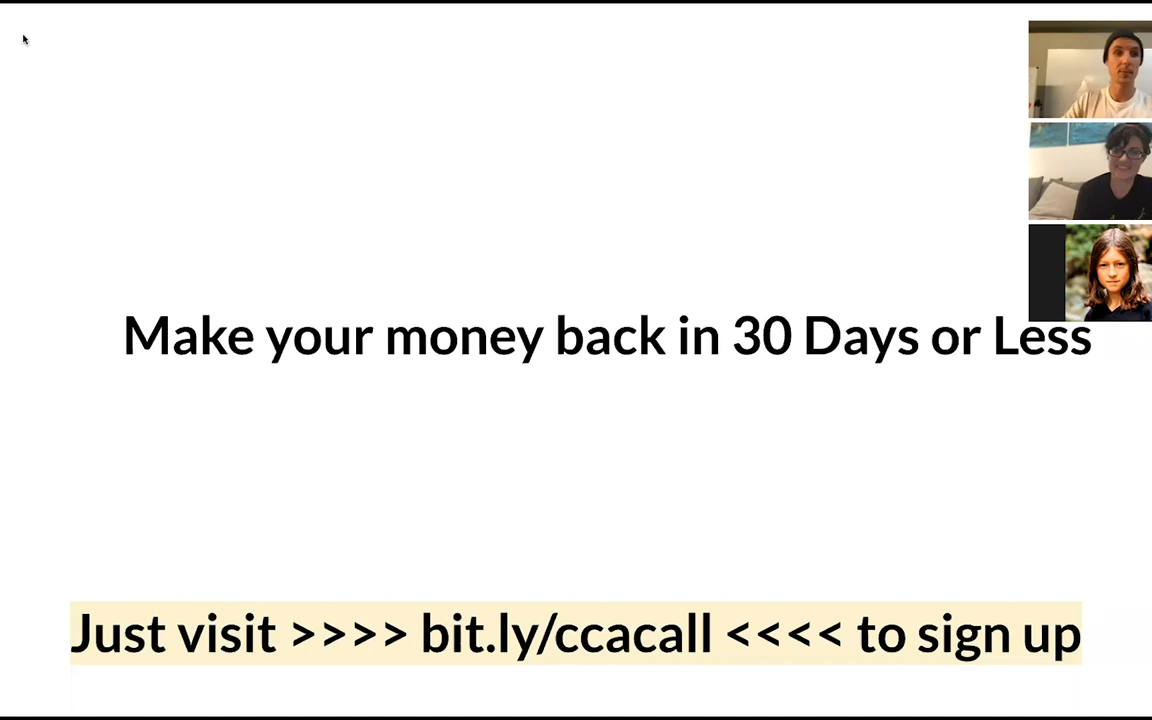 Make your money back in 30 Days or Less
Just visit >>>> bit.ly/ccacall <<<< to sign up